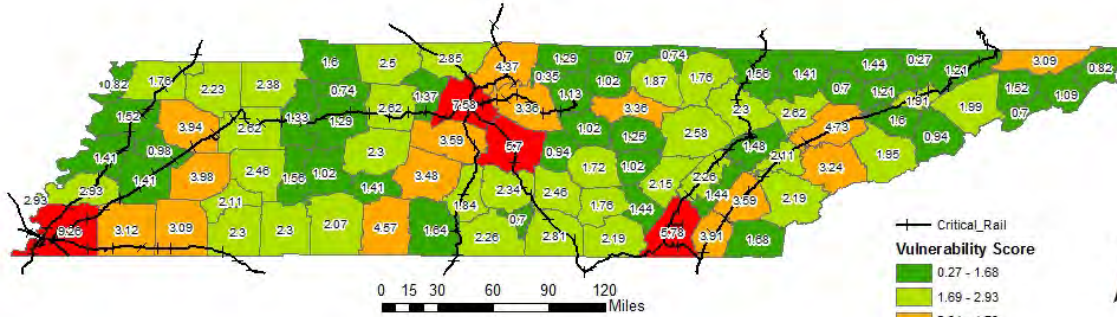 0.82 1.76 2.23 2.38 1.6 2.5 2.85 4.37 1.29 0.7 0.74 1.56 1.41 1.44 0.27 1.21 3.09 0.82
0.74 1.37 0.35 1.02 1.87 1.76 0.7 1.21 1.52 1.09
1.52 3.94 2.62 1.33 1.29 2.62 7.58 3.36 1.13 3.36 2.3 2.62 1.91 1.99 0.7
1.41 0.98 2.3 3.59 5.7 1.02 1.25 2.58 1.48 4.73 1.6 0.94
2.93 1.41 3.98 2.46 1.56 1.02 1.41 3.48 0.94 1.72 1.02 2.15 2.26 2.11 3.24 1.95
2.93 2.11 1.84 2.34 2.46 1.76 1.44 1.44 3.59 2.19
9.26 3.12 3.09 2.3 2.3 2.07 4.57 1.64 2.26 0.7 2.81 2.19 5.78 3.91 1.68
Critical_Rail
Vulnerability Score
0.27 - 1.68
1.69 - 2.93
0 15 30 60 90 120
Miles